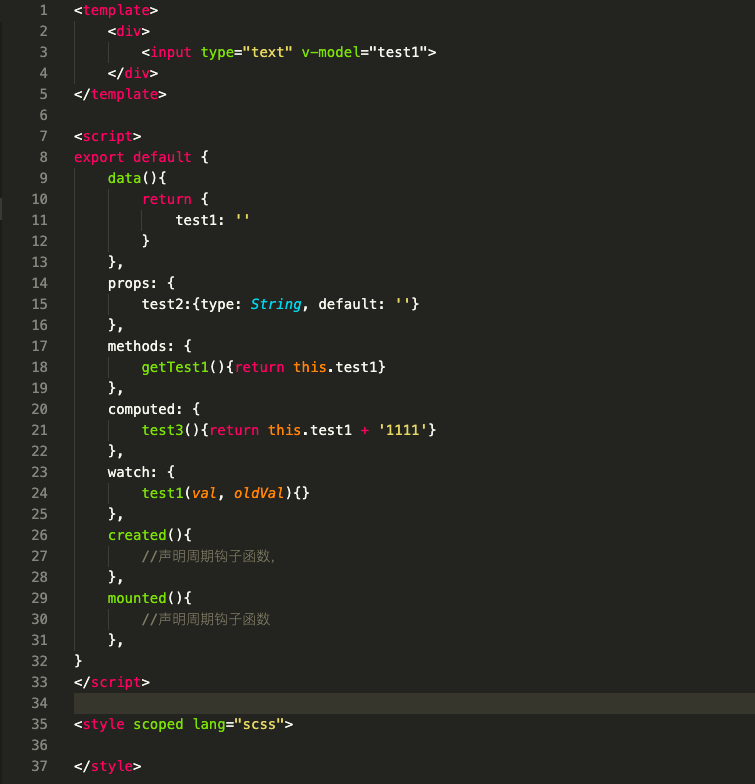 1 <template>
2 <div>
3 <input type="text" v-model="test1">
4 </div>
5 </template>
6
7 <script>
8 export default {
9 data(){
10 return {
11 test1: ''
12 }
13 },
14 props: {
15 test2:{type: String, default: ''}
16 },
17 methods: {
18 getTest1(){return this.test1}
19 },
20 computed: {
21 test3(){return this.test1 + '1111'}
22 },
23 watch: {
24 test1(val, oldVal){}
25 },
26 created(){
27 //声明周期钩子函数,
28 },
29 mounted(){
30 //声明周期钩子函数
31 },
32 }
33 </script>
34
35 <style scoped lang="scss">
36
37 </style>